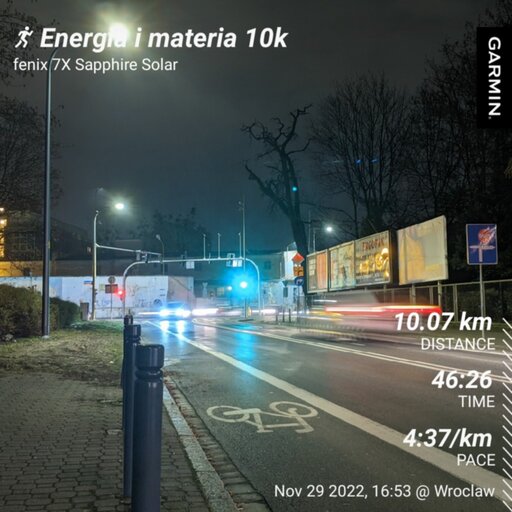 Energia i materia 10k
fenix 7X Sapphire Solar
GARMIN
10.07 km
DISTANCE
46:26
TIME
4:37/km
PACE
Nov 29 2022, 16:53 @ Wroclaw